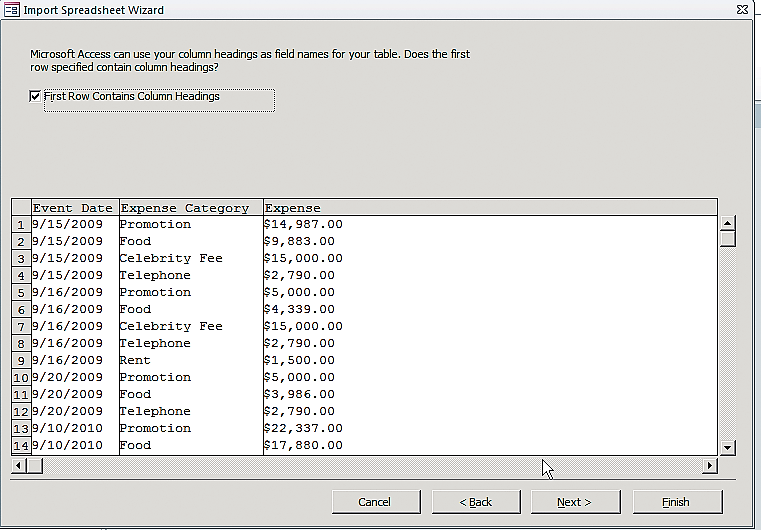 Import Spreadsheet Wizard
Microsoft Access can use your column headings as field names for your table. Does the first
row specified contain column headings?
First Row Contains Column Headings
Event Date Expense Category Expense
1 9/15/2009 Promotion $14,987.00
2 9/15/2009 Food $9,883.00
3 9/15/2009 Celebrity Fee $15,000.00
4 9/15/2009 Telephone $2,790.00
5 9/16/2009 Promotion $5,000.00
6 9/16/2009 Food $4,339.00
7 9/16/2009 Celebrity Fee $15,000.00
8 9/16/2009 Telephone $2,790.00
9 9/16/2009 Rent $1,500.00
10 9/20/2009 Promotion $5,000.00
11 9/20/2009 Food $3,986.00
12 9/20/2009 Telephone $2,790.00
13 9/10/2010 Promotion $22,337.00
14 9/10/2010 Food $17,880.00
Cancel < Back Next > Finish